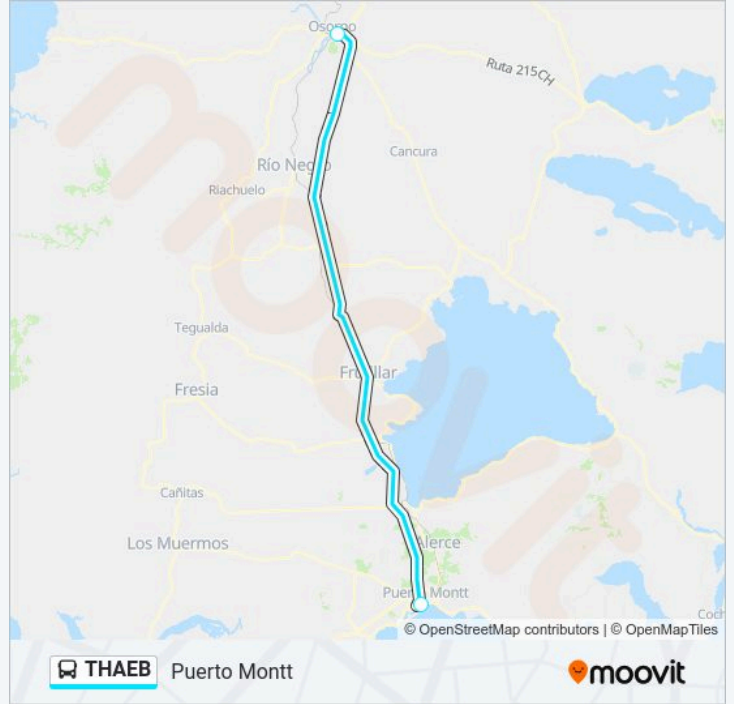 Osorno
Ruta 215CH
Cancura
Río Negro
Riachuelo
Tegualda
Frutillar
Fresia
Cañitas
Los Muermos
Alerce
Puerto Montt
Coch
© OpenStreetMap contributors | © OpenMapTiles
THAEB Puerto Montt
moovit